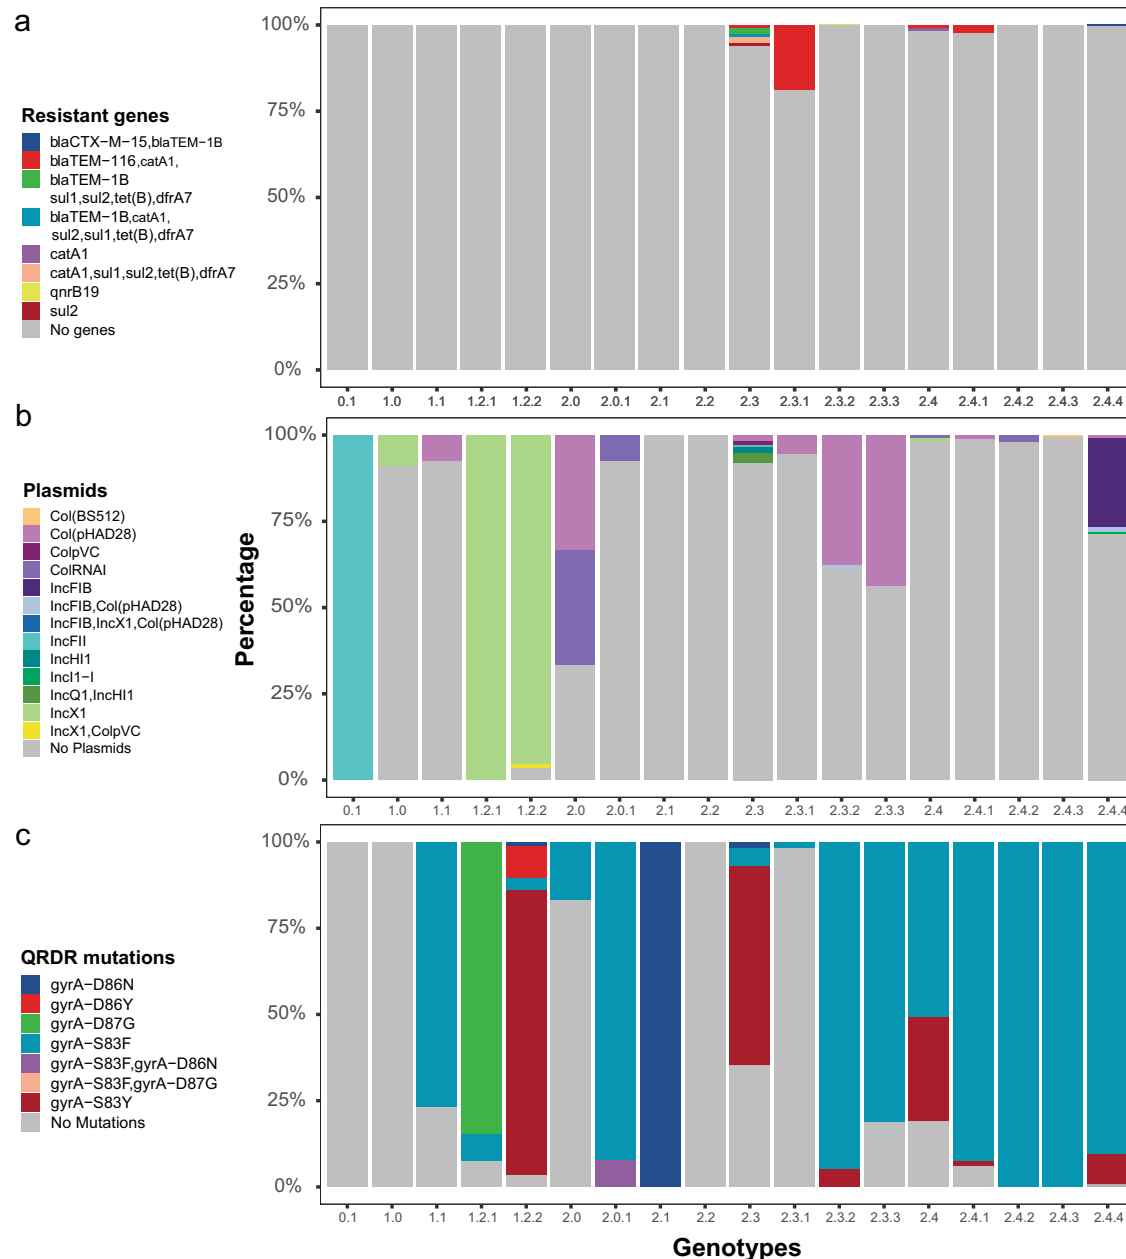 a
Resistant genes
blaCTX−M−15,blaTEM−1B
blaTEM−116,catA1,
blaTEM−1B
sul1,sul2,tet(B),dfrA7
blaTEM−1B,catA1,
sul2,sul1,tet(B),dfrA7
catA1
catA1,sul1,sul2,tet(B),dfrA7
qnrB19
sul2
No genes
100%
75%
50%
25%
0%
0.1 1.0 1.1 1.2.1 1.2.2 2.0 2.0.1 2.1 2.2 2.3 2.3.1 2.3.2 2.3.3 2.4 2.4.1 2.4.2 2.4.3 2.4.4
b
Plasmids
Col(BS512)
Col(pHAD28)
ColpVC
ColRNAI
IncFIB
IncFIB,Col(pHAD28)
IncFIB,IncX1,Col(pHAD28)
IncFII
IncHI1
IncI1−I
IncQ1,IncHI1
IncX1
IncX1,ColpVC
No Plasmids
Percentage
100%
75%
50%
25%
0%
0.1 1.0 1.1 1.2.1 1.2.2 2.0 2.0.1 2.1 2.2 2.3 2.3.1 2.3.2 2.3.3 2.4 2.4.1 2.4.2 2.4.3 2.4.4
c
QRDR mutations
gyrA−D86N
gyrA−D86Y
gyrA−D87G
gyrA−S83F
gyrA−S83F,gyrA−D86N
gyrA−S83F,gyrA−D87G
gyrA−S83Y
No Mutations
100%
75%
50%
25%
0%
0.1 1.0 1.1 1.2.1 1.2.2 2.0 2.0.1 2.1 2.2 2.3 2.3.1 2.3.2 2.3.3 2.4 2.4.1 2.4.2 2.4.3 2.4.4
Genotypes